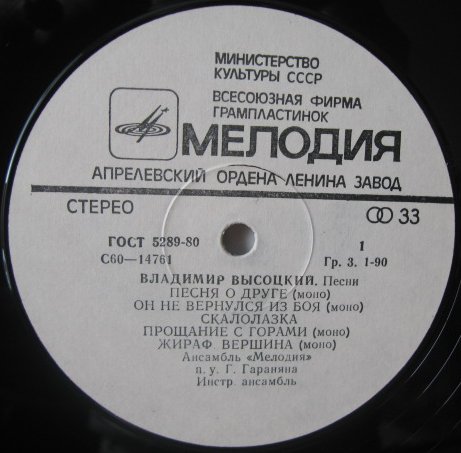 МИНИСТЕРСТВО
КУЛЬТУРЫ СССР
ВСЕСОЮЗНАЯ ФИРМА
ГРАМПЛАСТИНОК
МЕЛОДИЯ
АПРЕЛЕВСКИЙ ОРДЕНА ЛЕНИНА ЗАВОД
СТЕРЕО 33
ГОСТ 5289-80 1
С60—14761 Гр. 3. 1-90
ВЛАДИМИР ВЫСОЦКИЙ. Песни
ПЕСНЯ О ДРУГЕ (моно)
ОН НЕ ВЕРНУЛСЯ ИЗ БОЯ (моно)
СКАЛОЛАЗКА
ПРОЩАНИЕ С ГОРАМИ (моно)
ЖИРАФ. ВЕРШИНА (моно)
Ансамбль «Мелодия»
п. у. Г. Гараняна
Инстр. ансамбль